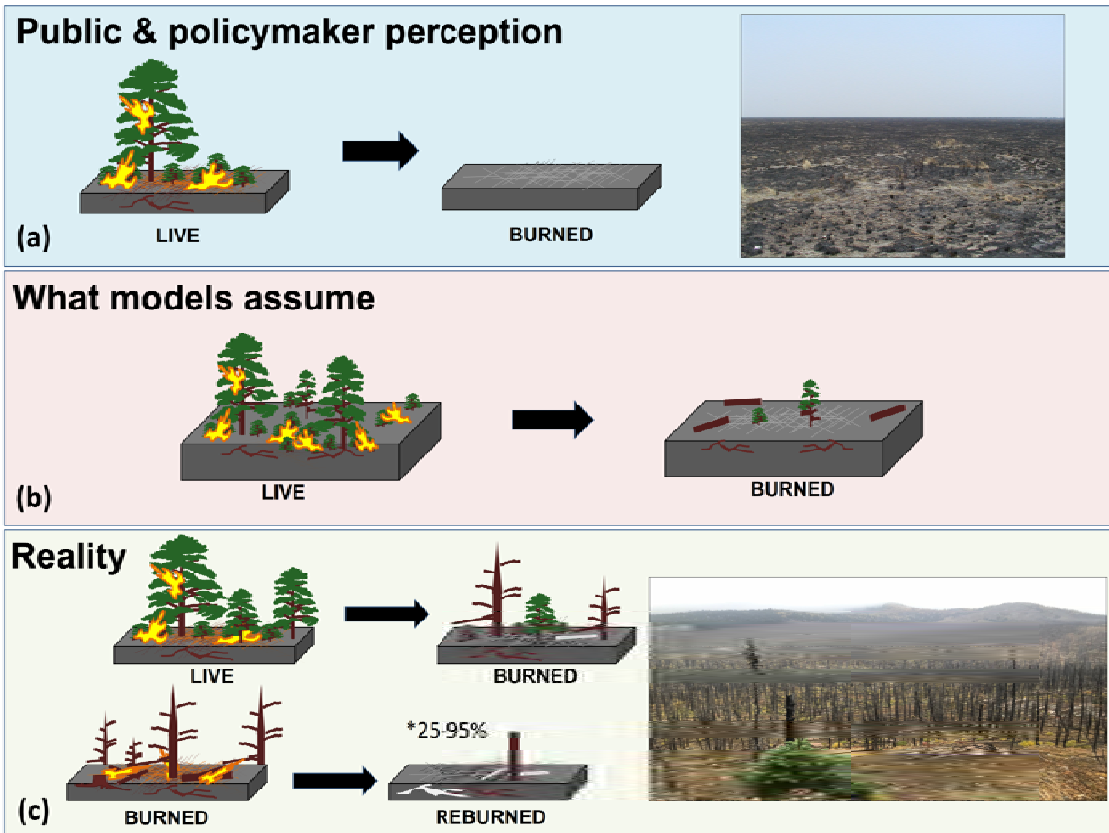 Public & policymaker perception
LIVE
BURNED
(a)
What models assume
LIVE
BURNED
(b)
Reality
LIVE
BURNED
*25-95%
BURNED
REBURNED
(c)